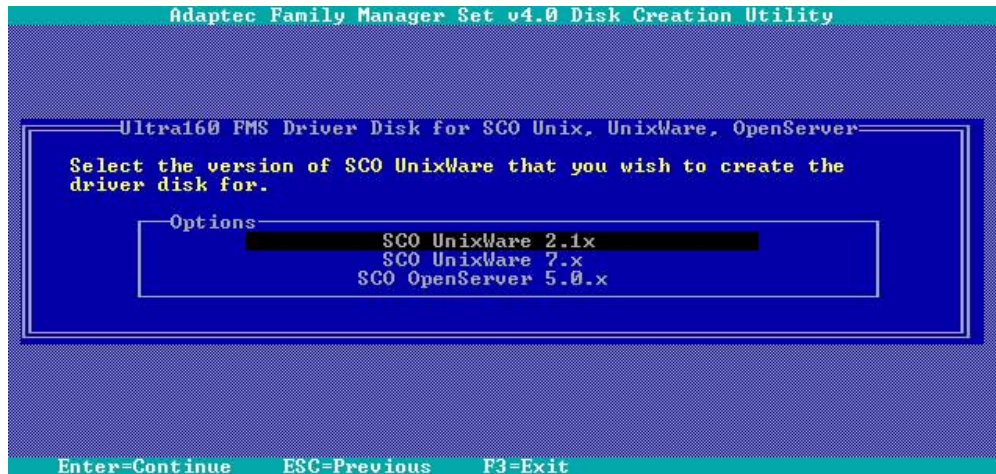 Adaptec Family Manager Set v4.0 Disk Creation Utility
Ultra160 FMS Driver Disk for SCO Unix, UnixWare, OpenServer
Select the version of SCO UnixWare that you wish to create the
driver disk for.
Options
SCO UnixWare 2.1x
SCO UnixWare 7.x
SCO OpenServer 5.0.x
Enter=Continue ESC=Previous F3=Exit